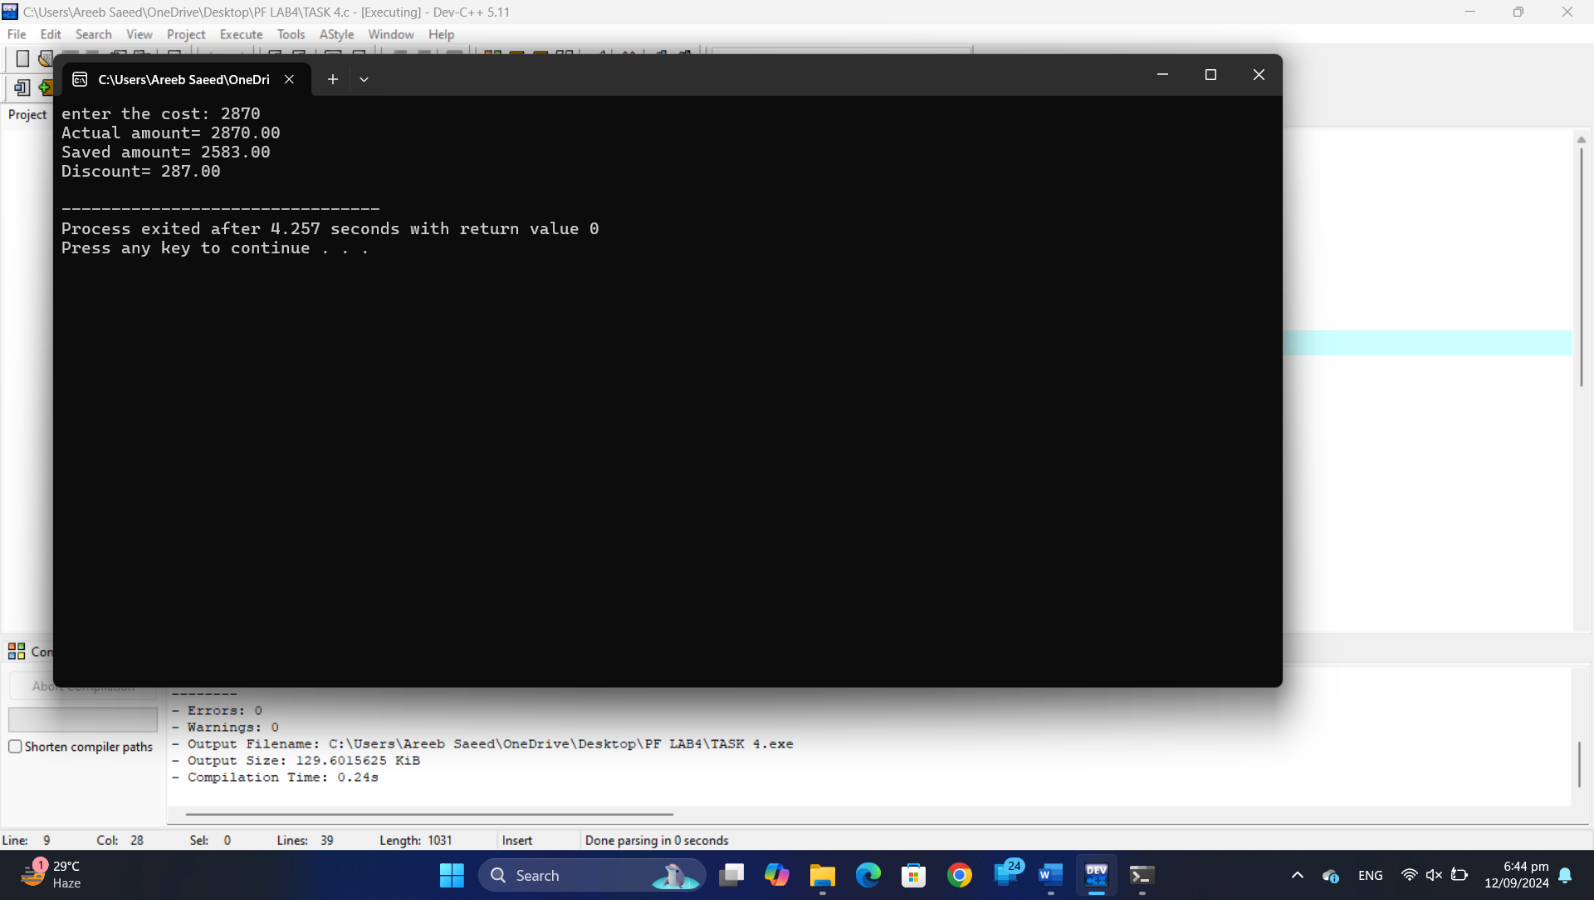 C:\Users\Areeb Saeed\OneDrive\Desktop\PF LAB4\TASK 4.c - [Executing] - Dev-C++ 5.11
File Edit Search View Project Execute Tools AStyle Window Help
C:\Users\Areeb Saeed\OneDri
Project
enter the cost: 2870
Actual amount= 2870.00
Saved amount= 2583.00
Discount= 287.00
--------------------------------
Process exited after 4.257 seconds with return value 0
Press any key to continue . . .
--------
- Errors: 0
- Warnings: 0
Shorten compiler paths
- Output Filename: C:\Users\Areeb Saeed\OneDrive\Desktop\PF LAB4\TASK 4.exe
- Output Size: 129.6015625 KiB
- Compilation Time: 0.24s
Line: 9 Col: 28 Sel: 0 Lines: 39 Length: 1031 Insert Done parsing in 0 seconds
1
29°C
Haze
Search
24
DEV
ENG
6:44 pm
12/09/2024